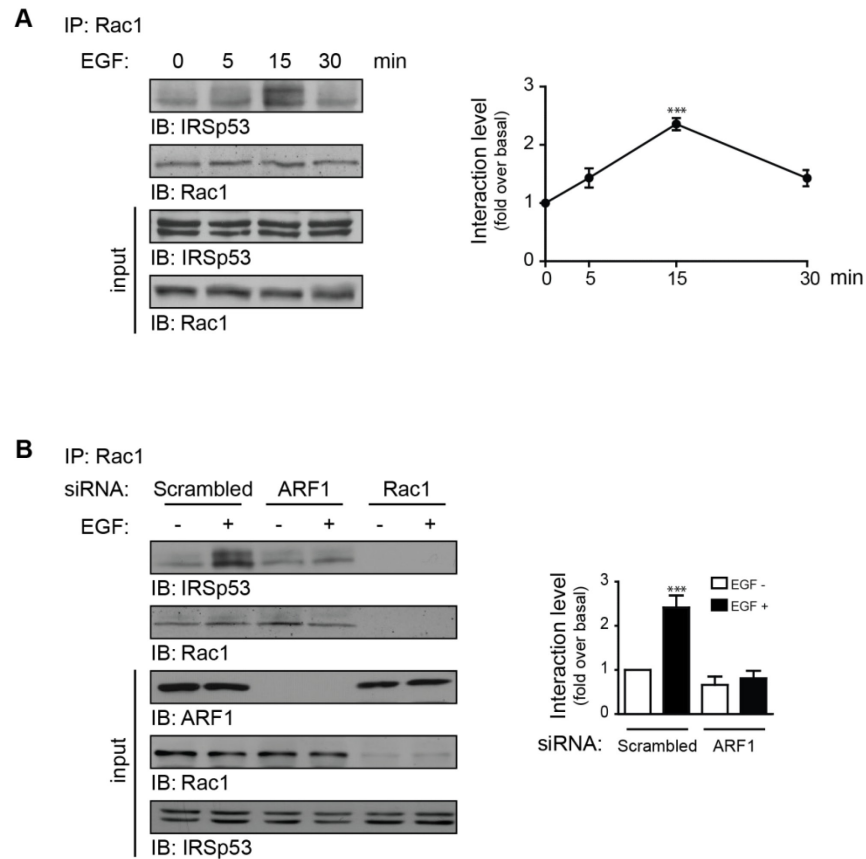 A
IP: Rac1
EGF: 0 5 15 30 min
IB: IRSp53
IB: Rac1
input
IB: IRSp53
IB: Rac1
Interaction level
(fold over basal)
3
2
1
0
***
0 5 15 30 min
B
IP: Rac1
siRNA: Scrambled ARF1 Rac1
EGF: - + - + - +
IB: IRSp53
IB: Rac1
input
IB: ARF1
IB: Rac1
IB: IRSp53
Interaction level
(fold over basal)
3
2
1
0
***
EGF -
EGF +
siRNA: Scrambled ARF1